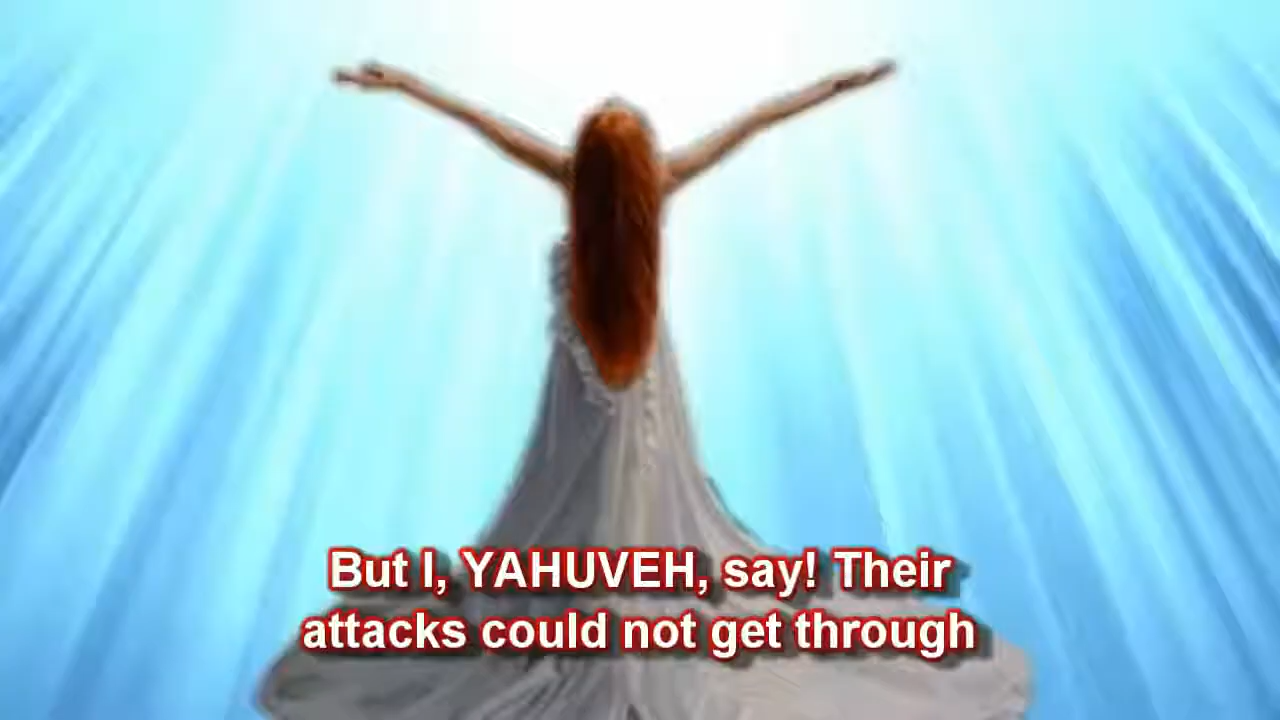 But I, YAHUVEH, say! Their
attacks could not get through